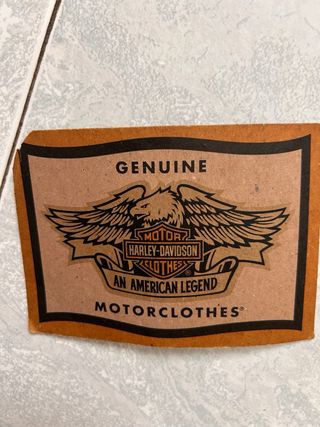 GENUINE
MOTOR
HARLEY-DAVIDSON
CLOTHES
AN AMERICAN LEGEND
MOTORCLOTHES®